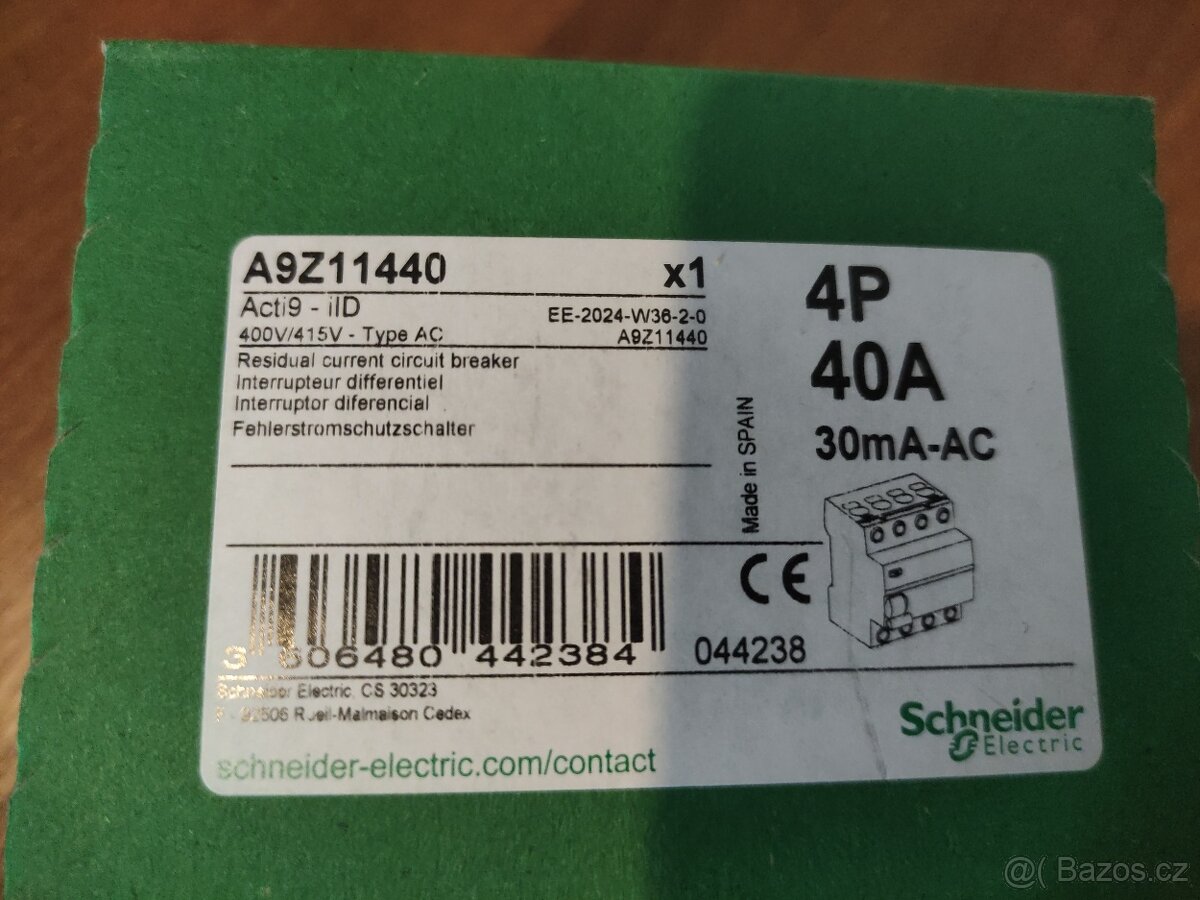 A9Z11440 x1
Acti9 - iID
400V/415V - Type AC
EE-2024-W36-2-0
A9Z11440
Residual current circuit breaker
Interrupteur differentiel
Interruptor diferencial
Fehlerstromschutzschalter
Made in SPAIN
4P
40A
30mA-AC
CE
3 606480 442384
044238
Schneider Electric, CS 30323
F - 92506 Rueil-Malmaison Cedex
schneider-electric.com/contact
Schneider
Electric
@( Bazos.cz